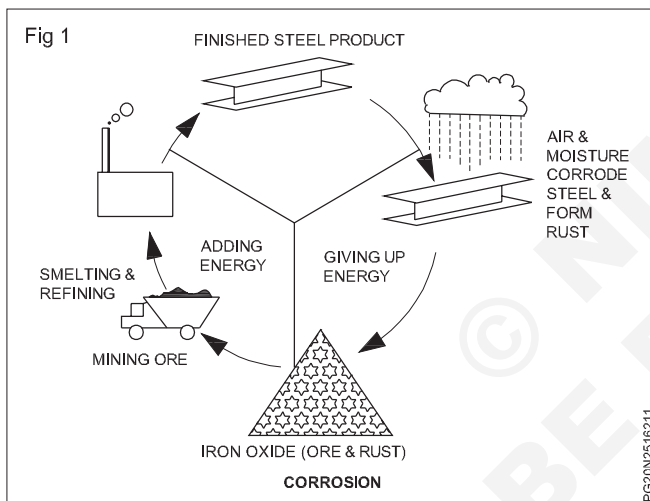 Fig 1
FINISHED STEEL PRODUCT
AIR &
MOISTURE
CORRODE
STEEL &
FORM
RUST
ADDING
ENERGY
GIVING UP
ENERGY
SMELTING &
REFINING
MINING ORE
IRON OXIDE (ORE & RUST)
CORROSION
PG20N2516211